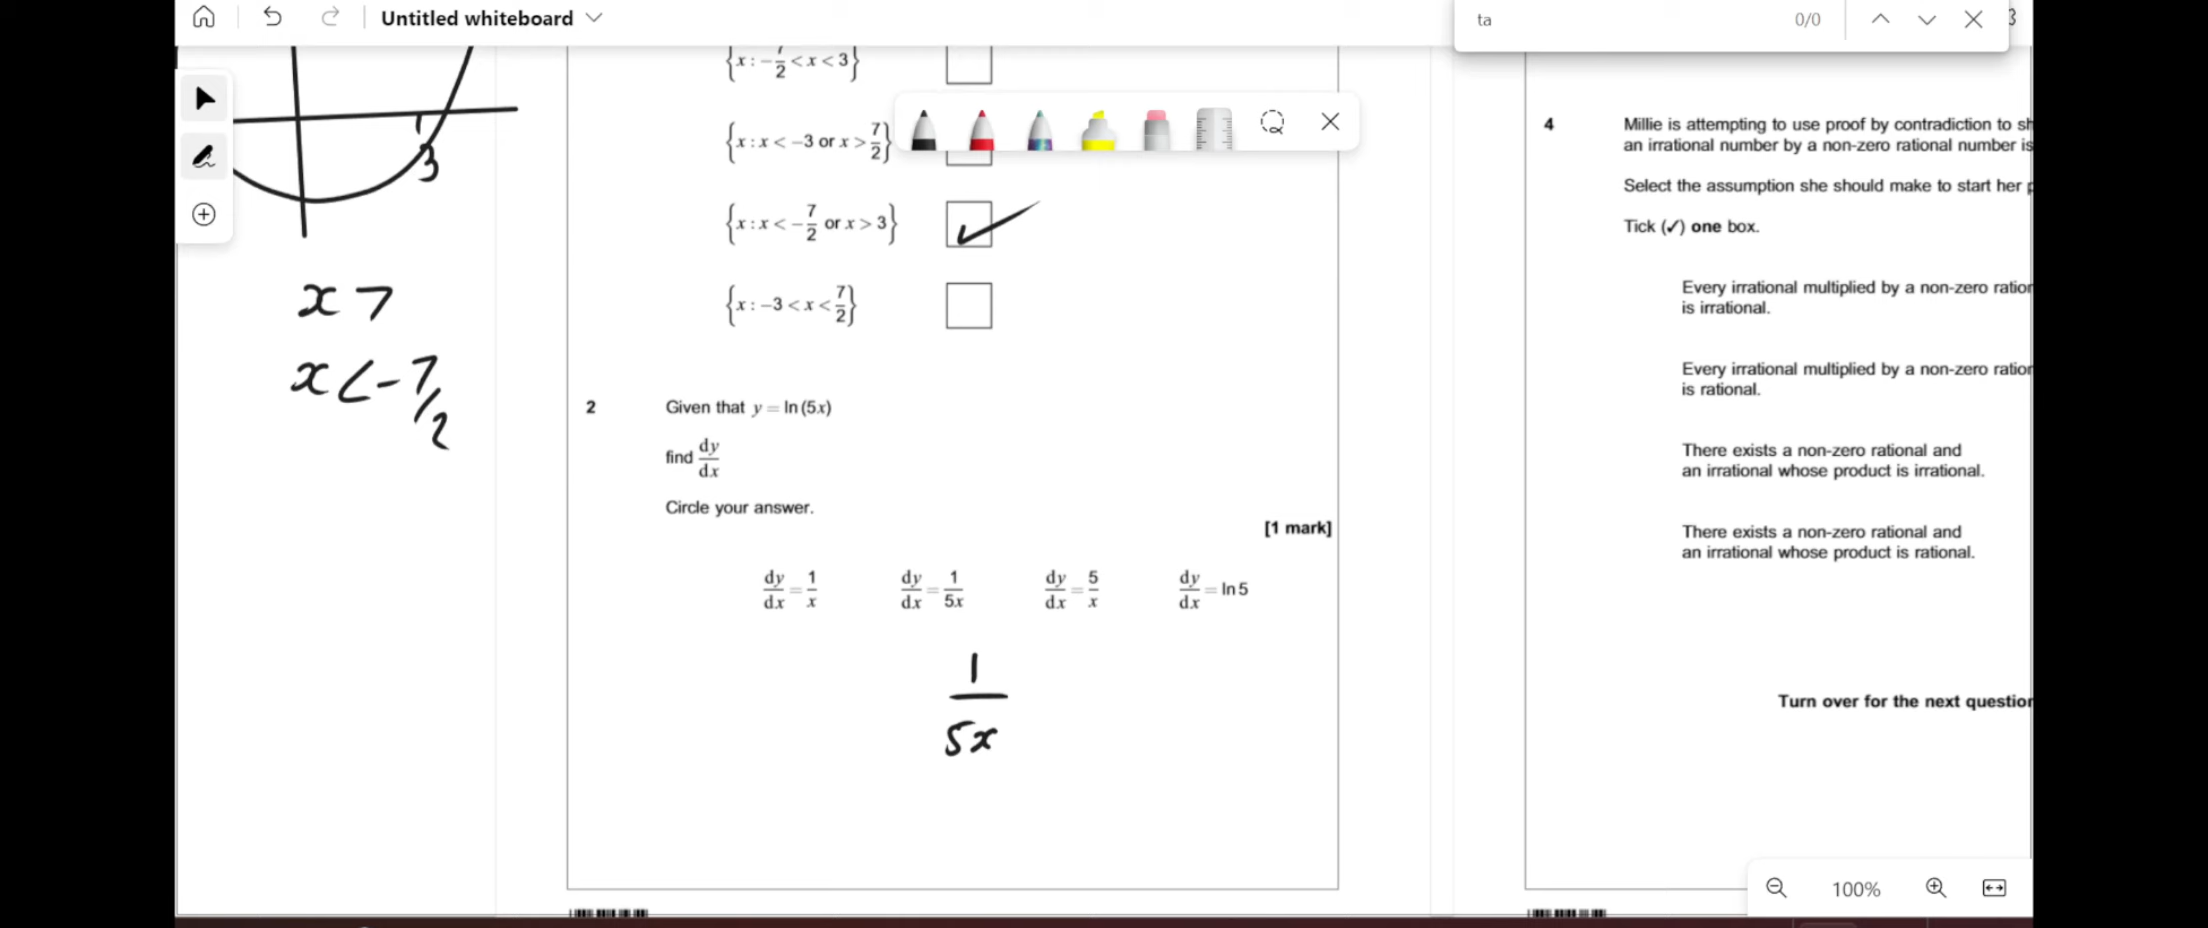 Untitled whiteboard
ta
0/0
3
x > 
x < -7/2
{x : -7/2 < x < 3}
{x : x < -3 or x > 7/2}
{x : x < -7/2 or x > 3}
{x : -3 < x < 7/2}
2 Given that y = ln (5x)
find dy/dx
Circle your answer.
[1 mark]
dy/dx = 1/x dy/dx = 1/5x dy/dx = 5/x dy/dx = ln 5
1/5x
4 Millie is attempting to use proof by contradiction to
an irrational number by a non-zero rational number is
Select the assumption she should make to start her
Tick (✓) one box.
Every irrational multiplied by a non-zero
is irrational.
Every irrational multiplied by a non-zero
is rational.
There exists a non-zero rational and
an irrational whose product is irrational.
There exists a non-zero rational and
an irrational whose product is rational.
Turn over for the next
100%